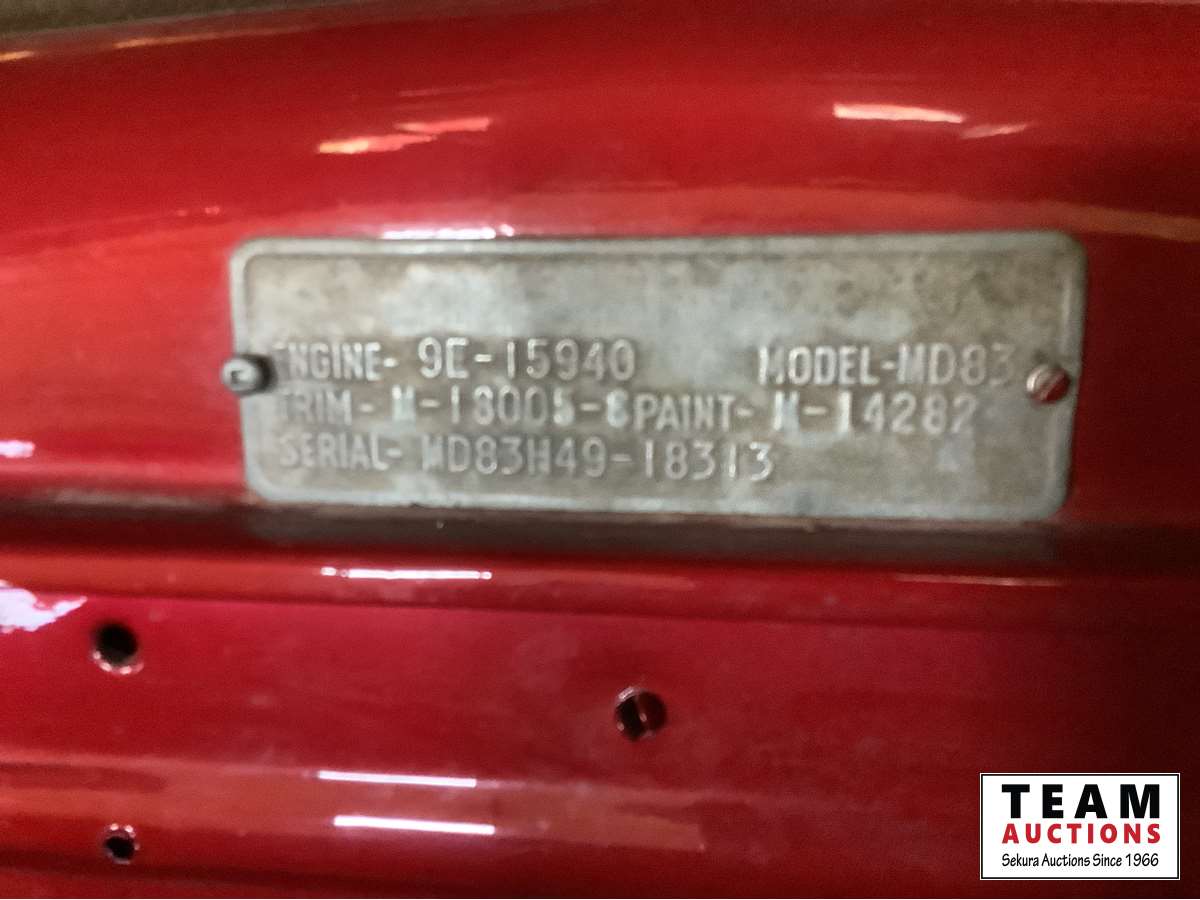 ENGINE- 9E-15940 MODEL-MD83
TRIM- M-18005-8 PAINT- M-14282
SERIAL- MD83H49-18313
TEAM
AUCTIONS
Sekura Auctions Since 1966